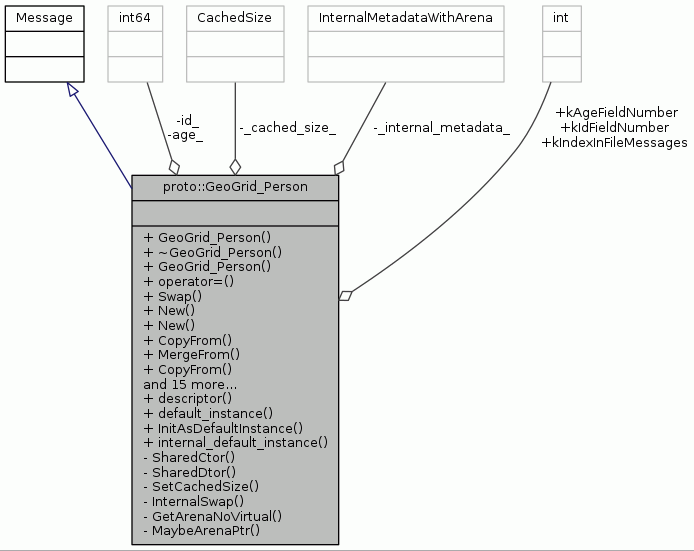 Message
int64
CachedSize
InternalMetadataWithArena
int
-id_
-age_
-_cached_size_
-_internal_metadata_
+kAgeFieldNumber
+kIdFieldNumber
+kIndexInFileMessages
proto::GeoGrid_Person
+ GeoGrid_Person()
+ ~GeoGrid_Person()
+ GeoGrid_Person()
+ operator=()
+ Swap()
+ New()
+ New()
+ CopyFrom()
+ MergeFrom()
+ CopyFrom()
and 15 more...
+ descriptor()
+ default_instance()
+ InitAsDefaultInstance()
+ internal_default_instance()
- SharedCtor()
- SharedDtor()
- SetCachedSize()
- InternalSwap()
- GetArenaNoVirtual()
- MaybeArenaPtr()